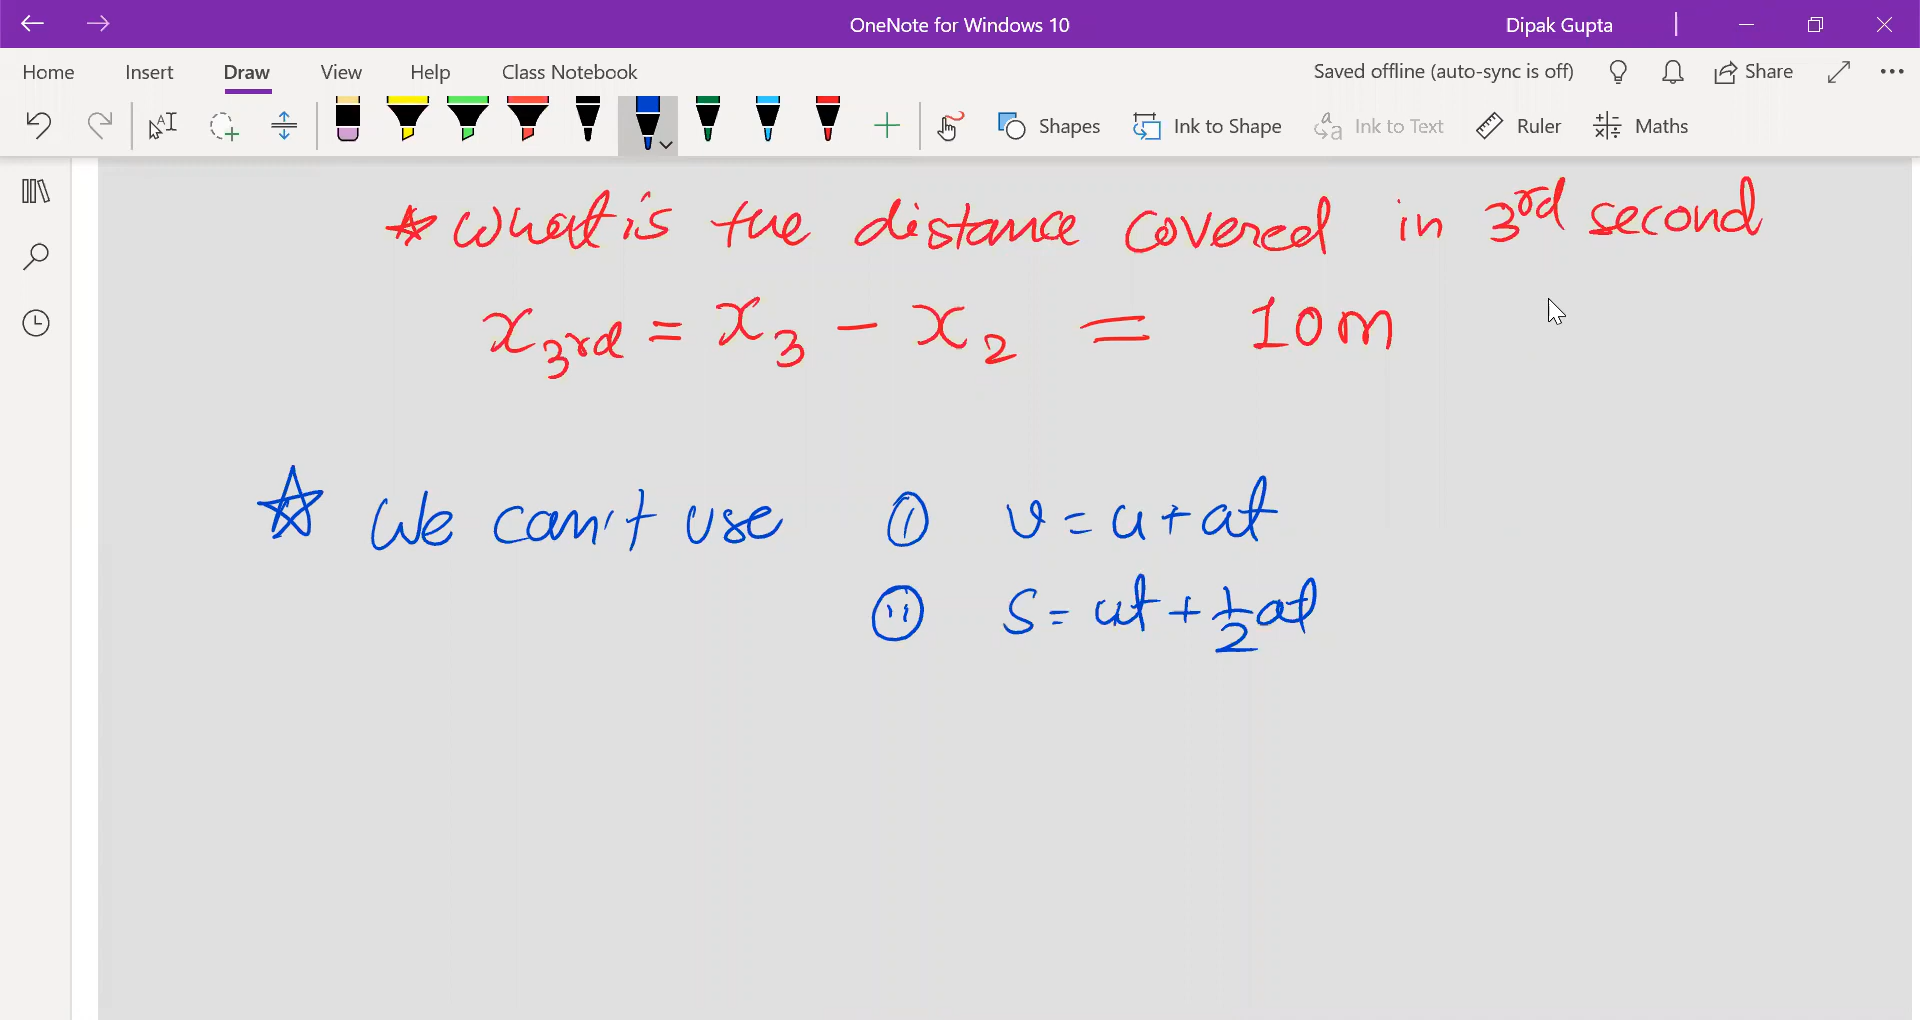 OneNote for Windows 10
Dipak Gupta
Home Insert Draw View Help Class Notebook
Saved offline (auto-sync is off) Share
Shapes Ink to Shape Ink to Text Ruler Maths
* What is the distance covered in 3rd second
x3rd = x3 - x2 = 10m
☆ We can't use (i) v = u + at
(ii) S = ut + 1/2 at